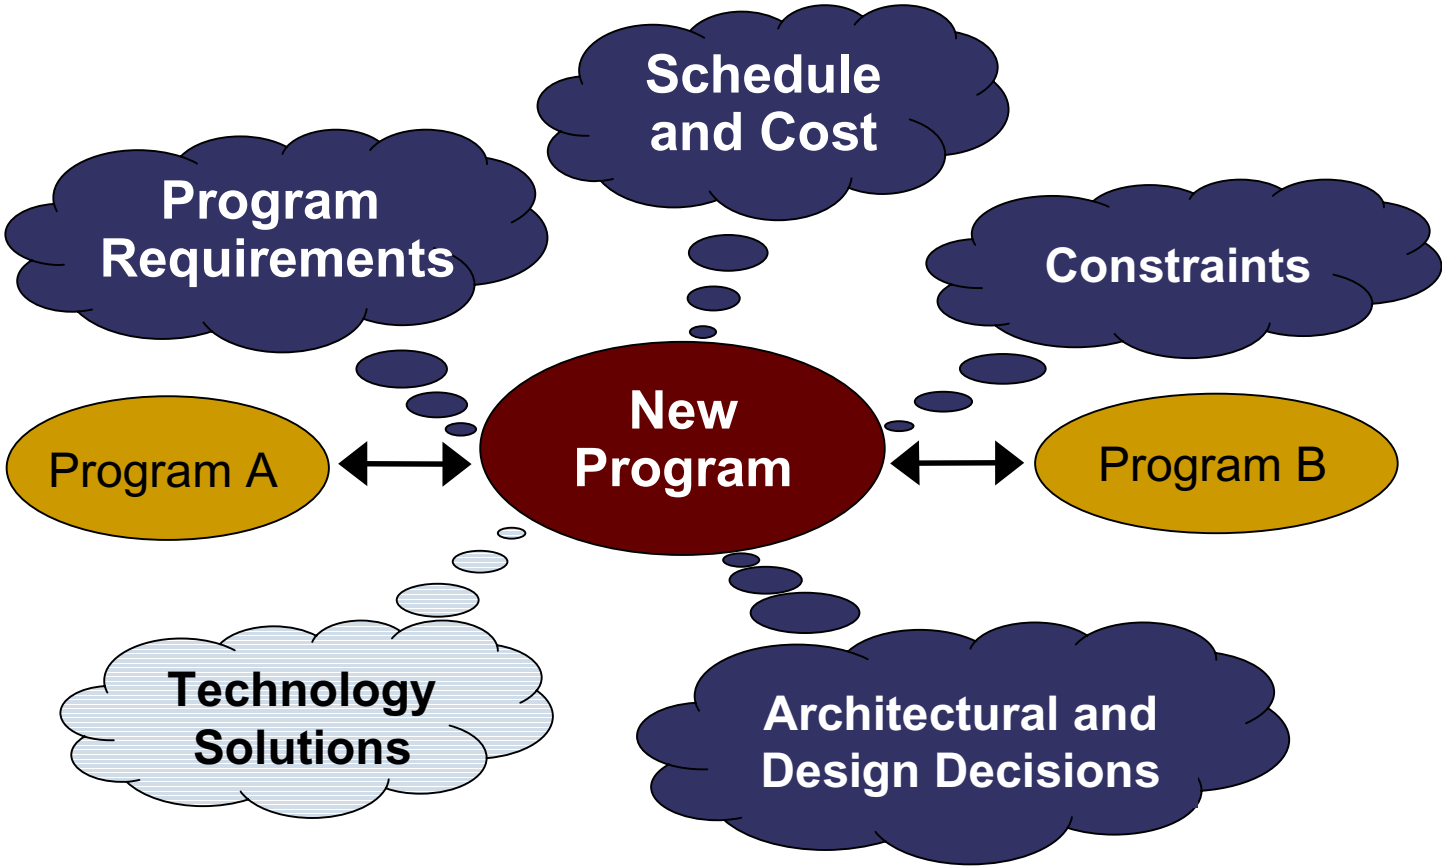 Schedule
and Cost
Program
Requirements
Constraints
New
Program
Program A
Program B
Technology
Solutions
Architectural and
Design Decisions